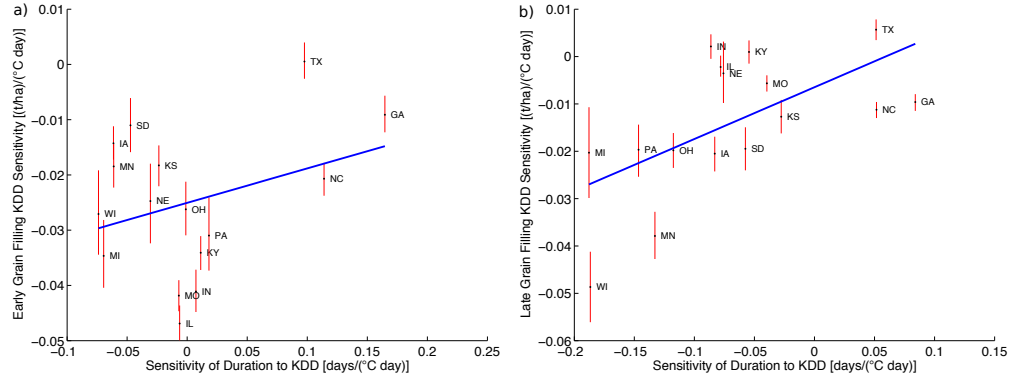 a)
Early Grain Filling KDD Sensitivity [(t/ha)/(°C day)]
0.01
0
−0.01
−0.02
−0.03
−0.04
−0.05
TX
GA
SD
IA
MN
KS
NC
NE
WI
OH
PA
MI
KY
MO
IN
IL
−0.1
−0.05
0
0.05
0.1
0.15
0.2
0.25
Sensitivity of Duration to KDD [days/(°C day)]
b)
Late Grain Filling KDD Sensitivity [(t/ha)/(°C day)]
0.01
0
−0.01
−0.02
−0.03
−0.04
−0.05
−0.06
TX
IN
KY
IL
NE
MO
GA
NC
KS
MI
PA
OH
IA
SD
MN
WI
−0.2
−0.15
−0.1
−0.05
0
0.05
0.1
0.15
Sensitivity of Duration to KDD [days/(°C day)]